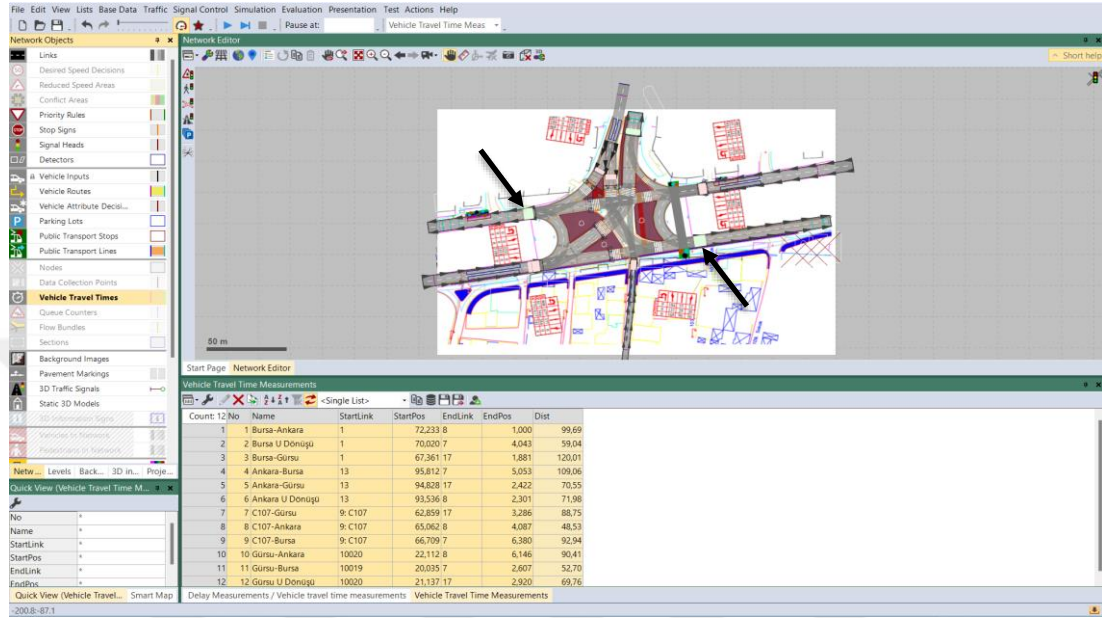 File Edit View Lists Base Data Traffic Signal Control Simulation Evaluation Presentation Test Actions Help
Pause at: Vehicle Travel Time Meas
Network Objects
Links
Desired Speed Decisions
Reduced Speed Areas
Conflict Areas
Priority Rules
Stop Signs
Signal Heads
Detectors
Vehicle Inputs
Vehicle Routes
Vehicle Attribute Decisi...
Parking Lots
Public Transport Stops
Public Transport Lines
Nodes
Data Collection Points
Vehicle Travel Times
Queue Counters
Flow Bundles
Sections
Background Images
Pavement Markings
3D Traffic Signals
Static 3D Models
3D Information Signs
Vehicles In Network
Pedestrians In Network
Netw... Levels Back... 3D in... Proje...
Quick View (Vehicle Travel Time M...
No *
Name *
StartLink *
StartPos *
EndLink *
EndPos *
Quick View (Vehicle Travel... Smart Map
-200.8:-87.1
Network Editor
Short help
50 m
Start Page Network Editor
Vehicle Travel Time Measurements
<Single List>
Count: 12 No Name StartLink StartPos EndLink EndPos Dist
1 1 Bursa-Ankara 1 72,233 8 1,000 99,69
2 2 Bursa U Dönüşü 1 70,020 7 4,043 59,04
3 3 Bursa-Gürsu 1 67,361 17 1,881 120,01
4 4 Ankara-Bursa 13 95,812 7 5,053 109,06
5 5 Ankara-Gürsu 13 94,828 17 2,422 70,55
6 6 Ankara U Dönüşü 13 93,536 8 2,301 71,98
7 7 C107-Gürsu 9: C107 62,859 17 3,286 88,75
8 8 C107-Ankara 9: C107 65,062 8 4,087 48,53
9 9 C107-Bursa 9: C107 66,709 7 6,380 92,94
10 10 Gürsu-Ankara 10020 22,112 8 6,146 90,41
11 11 Gürsu-Bursa 10019 20,035 7 2,607 52,70
12 12 Gürsu U Dönüşü 10020 21,137 17 2,920 69,76
Delay Measurements / Vehicle travel time measurements Vehicle Travel Time Measurements